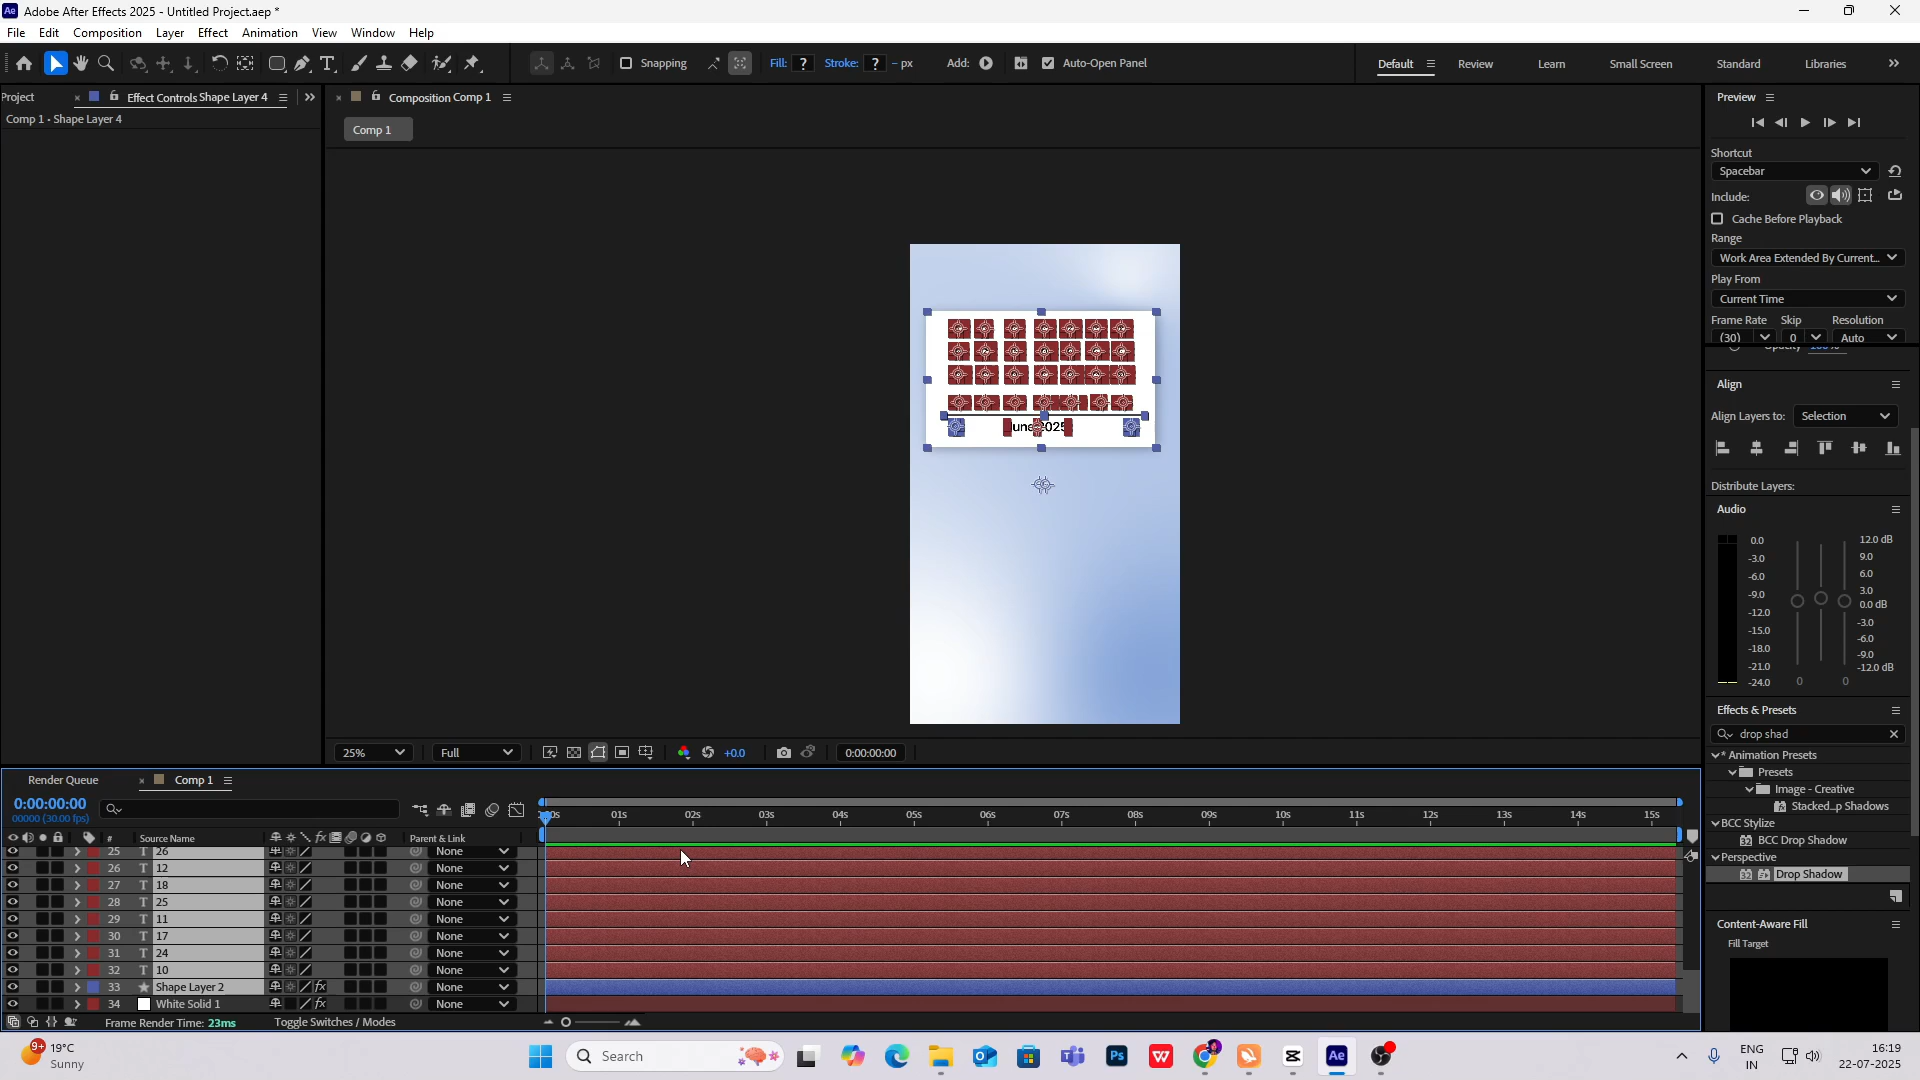 Adobe After Effects 2025 - Untitled Project.aep *
File Edit Composition Layer Effect Animation View Window Help
Snapping Fill: ? Stroke: ? - px Add: Auto-Open Panel Default Review Learn Small Screen Standard Libraries
Project Effect Controls Shape Layer 4 Composition Comp 1 Preview
Comp 1 • Shape Layer 4
Comp 1
Shortcut
Spacebar
Include:
Cache Before Playback
Range
Work Area Extended By Current...
Play From
Current Time
Frame Rate Skip Resolution
(30) 0 Auto
Align
Align Layers to: Selection
Distribute Layers:
Audio
0.0 12.0 dB
-3.0 9.0
-6.0 6.0
-9.0 3.0
-12.0 0.0 dB
-15.0 -3.0
-18.0 -6.0
-21.0 -9.0
-24.0 0 0 -12.0 dB
June 2025
Effects & Presets
drop shad
* Animation Presets
Presets
Image - Creative
Stacked...p Shadows
BCC Stylize
BCC Drop Shadow
Perspective
Drop Shadow
Content-Aware Fill
Fill Target
25% Full +0.0 0:00:00:00
Render Queue Comp 1
0:00:00:00
00000 (30.00 fps)
00s 01s 02s 03s 04s 05s 06s 07s 08s 09s 10s 11s 12s 13s 14s 15s
# Source Name fx Parent & Link
25 T 26 None
26 T 12 None
27 T 18 None
28 T 25 None
29 T 11 None
30 T 17 None
31 T 24 None
32 T 10 None
33 Shape Layer 2 fx None
34 White Solid 1 fx None
Frame Render Time: 23ms Toggle Switches / Modes
9+ 19°C
Sunny
Search
Ps W Ae
ENG
IN
16:19
22-07-2025